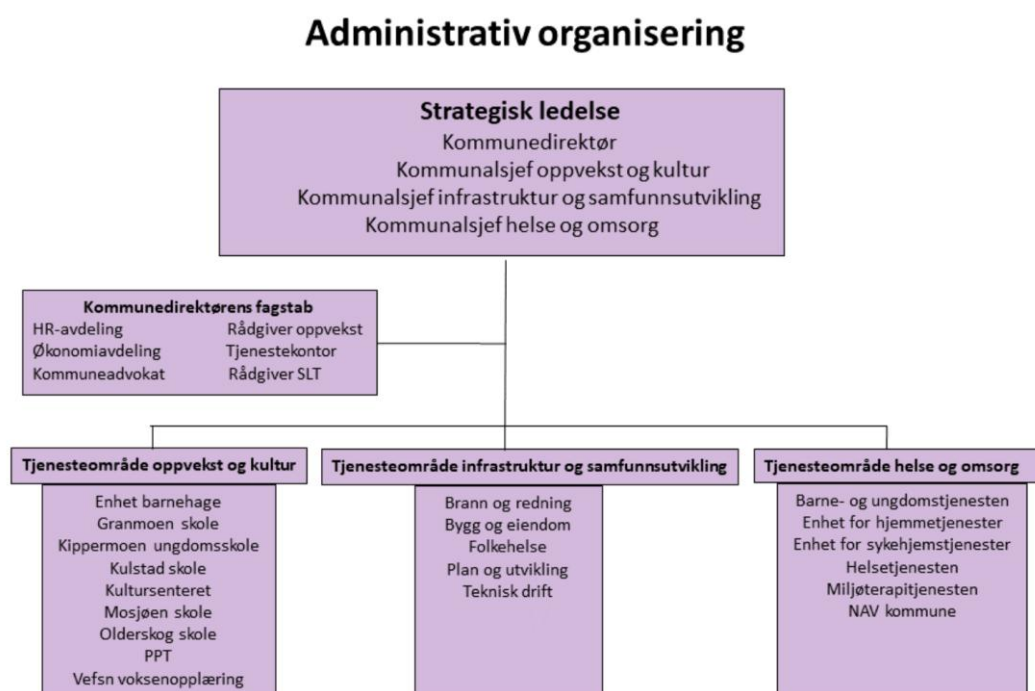 Administrativ organisering
Strategisk ledelse
Kommunedirektør
Kommunalsjef oppvekst og kultur
Kommunalsjef infrastruktur og samfunnsutvikling
Kommunalsjef helse og omsorg
Kommunedirektørens fagstab
HR-avdeling Rådgiver oppvekst
Økonomiavdeling Tjenestekontor
Kommuneadvokat Rådgiver SLT
Tjenesteområde oppvekst og kultur
Enhet barnehage
Granmoen skole
Kippermoen ungdomsskole
Kulstad skole
Kultursenteret
Mosjøen skole
Olderskog skole
PPT
Vefsn voksenopplæring
Tjenesteområde infrastruktur og samfunnsutvikling
Brann og redning
Bygg og eiendom
Folkehelse
Plan og utvikling
Teknisk drift
Tjenesteområde helse og omsorg
Barne- og ungdomstjenesten
Enhet for hjemmetjenester
Enhet for sykehjemstjenester
Helsetjenesten
Miljøterapitjenesten
NAV kommune